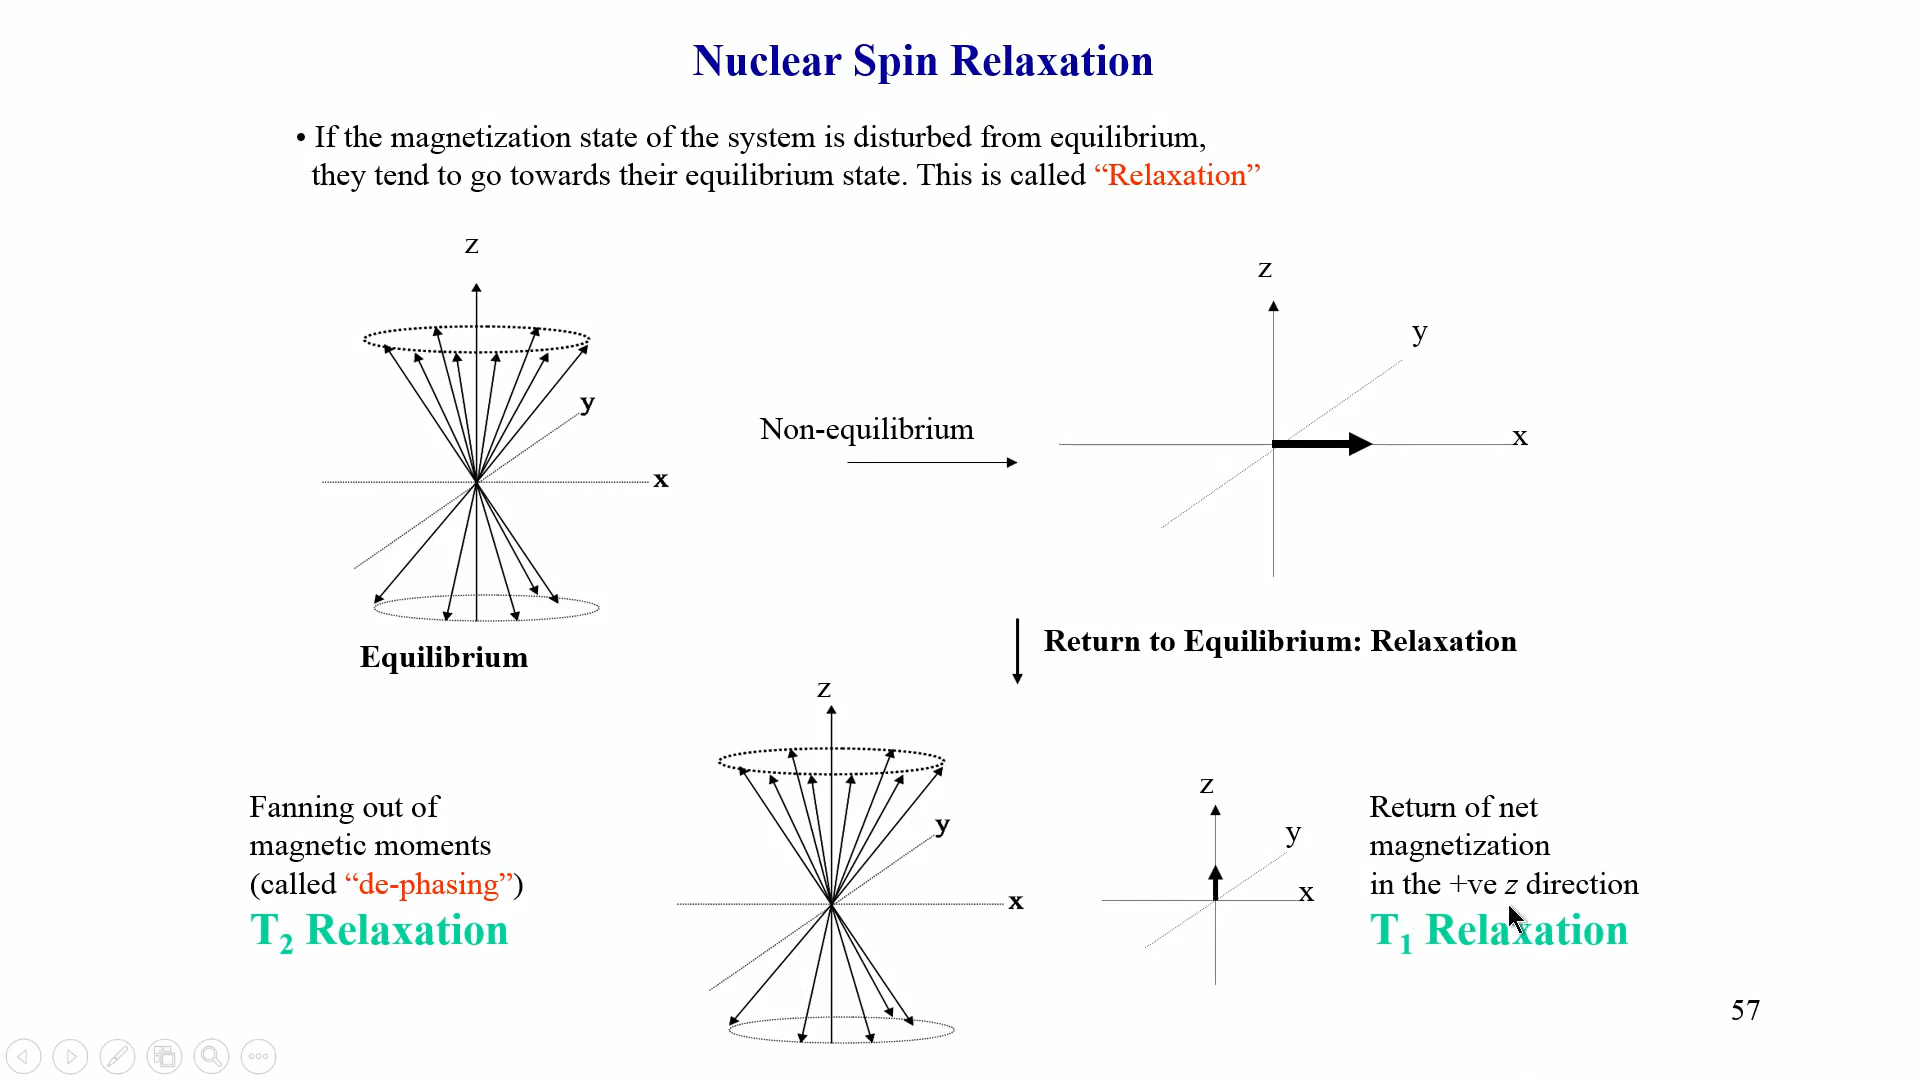 Nuclear Spin Relaxation
• If the magnetization state of the system is disturbed from equilibrium,
they tend to go towards their equilibrium state. This is called “Relaxation”
z
y
x
Equilibrium
Non-equilibrium
z
y
x
Return to Equilibrium: Relaxation
Fanning out of
magnetic moments
(called “de-phasing”)
T₂ Relaxation
z
y
x
z
y
x
Return of net
magnetization
in the +ve z direction
T₁ Relaxation
57